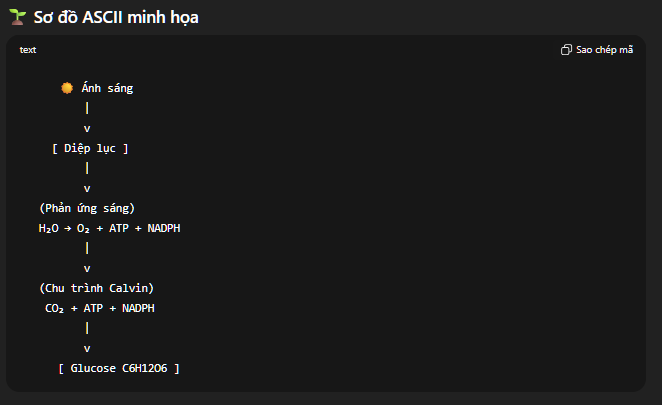 🌱 Sơ đồ ASCII minh họa
text
Sao chép mã
☀️ Ánh sáng
|
v
[ Diệp lục ]
|
v
(Phản ứng sáng)
H₂O → O₂ + ATP + NADPH
|
v
(Chu trình Calvin)
CO₂ + ATP + NADPH
|
v
[ Glucose C6H12O6 ]